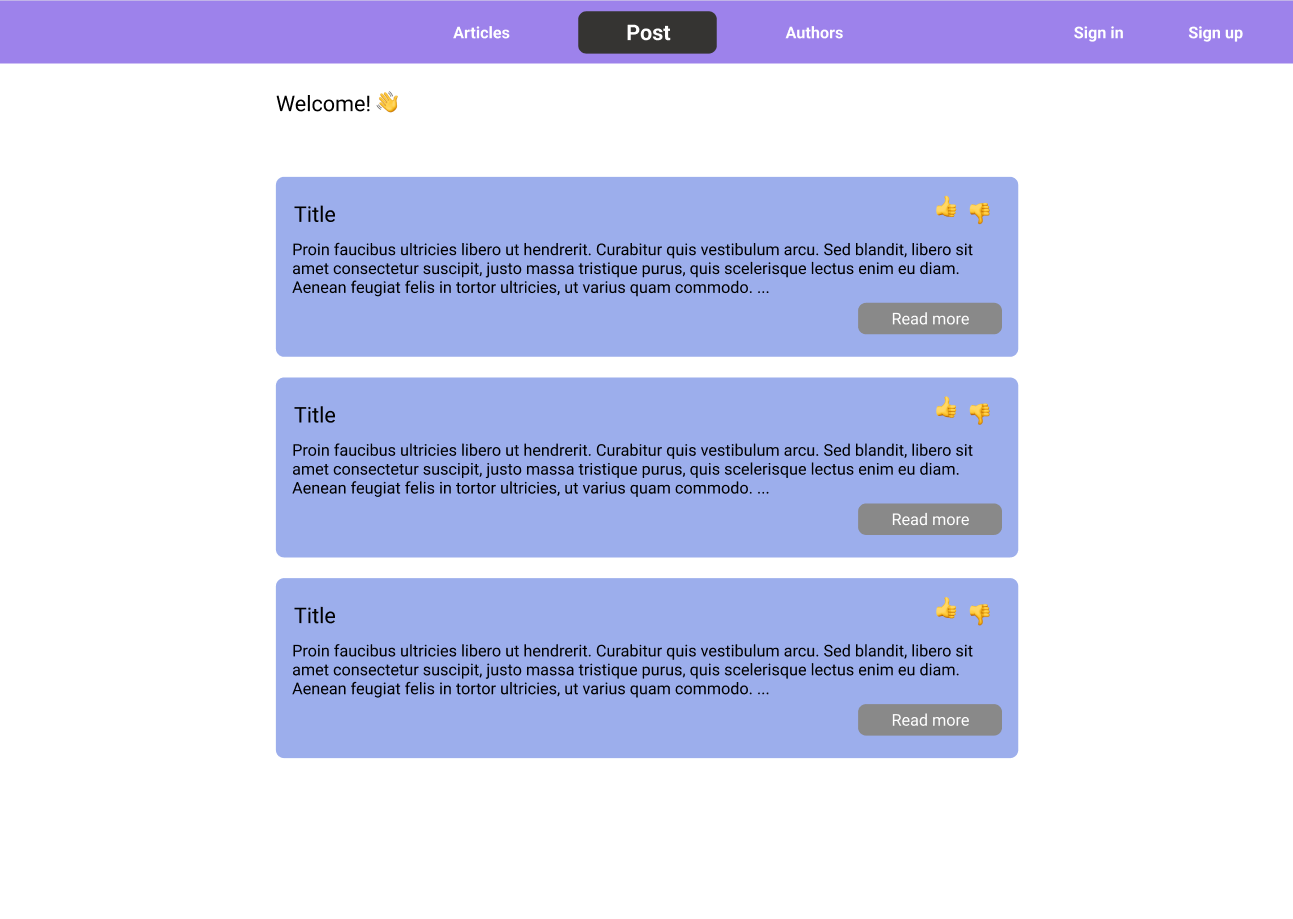 Articles
Post
Authors
Sign in
Sign up
Welcome! 👋
Title
Proin faucibus ultricies libero ut hendrerit. Curabitur quis vestibulum arcu. Sed blandit, libero sit
amet consectetur suscipit, justo massa tristique purus, quis scelerisque lectus enim eu diam.
Aenean feugiat felis in tortor ultricies, ut varius quam commodo. ...
Read more
Title
Proin faucibus ultricies libero ut hendrerit. Curabitur quis vestibulum arcu. Sed blandit, libero sit
amet consectetur suscipit, justo massa tristique purus, quis scelerisque lectus enim eu diam.
Aenean feugiat felis in tortor ultricies, ut varius quam commodo. ...
Read more
Title
Proin faucibus ultricies libero ut hendrerit. Curabitur quis vestibulum arcu. Sed blandit, libero sit
amet consectetur suscipit, justo massa tristique purus, quis scelerisque lectus enim eu diam.
Aenean feugiat felis in tortor ultricies, ut varius quam commodo. ...
Read more